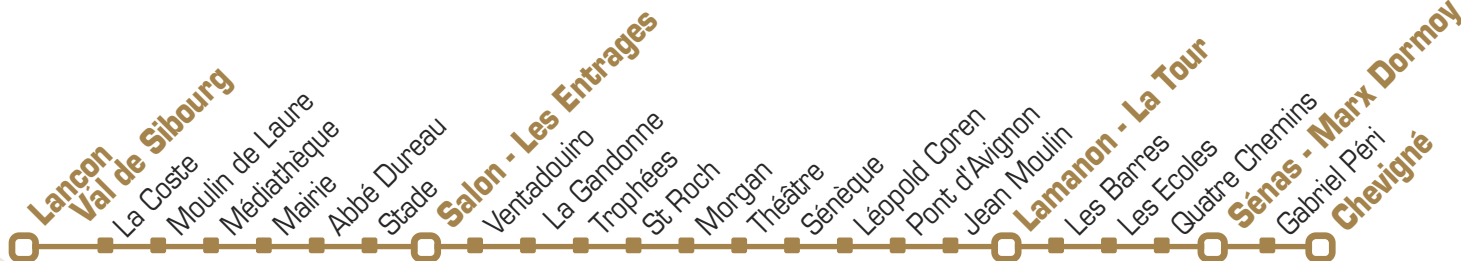 Lançon
Val de Sibourg
La Coste
Moulin de Laure
Médiathèque
Mairie
Abbé Dureau
Stade
Salon - Les Entrages
Ventadouiro
La Gandonne
Trophées
St Roch
Morgan
Théâtre
Sénèque
Léopold Coren
Pont d'Avignon
Jean Moulin
Lamanon - La Tour
Les Barres
Les Ecoles
Quatre Chemins
Sénas - Marx Dormoy
Gabriel Péri
Chevigné